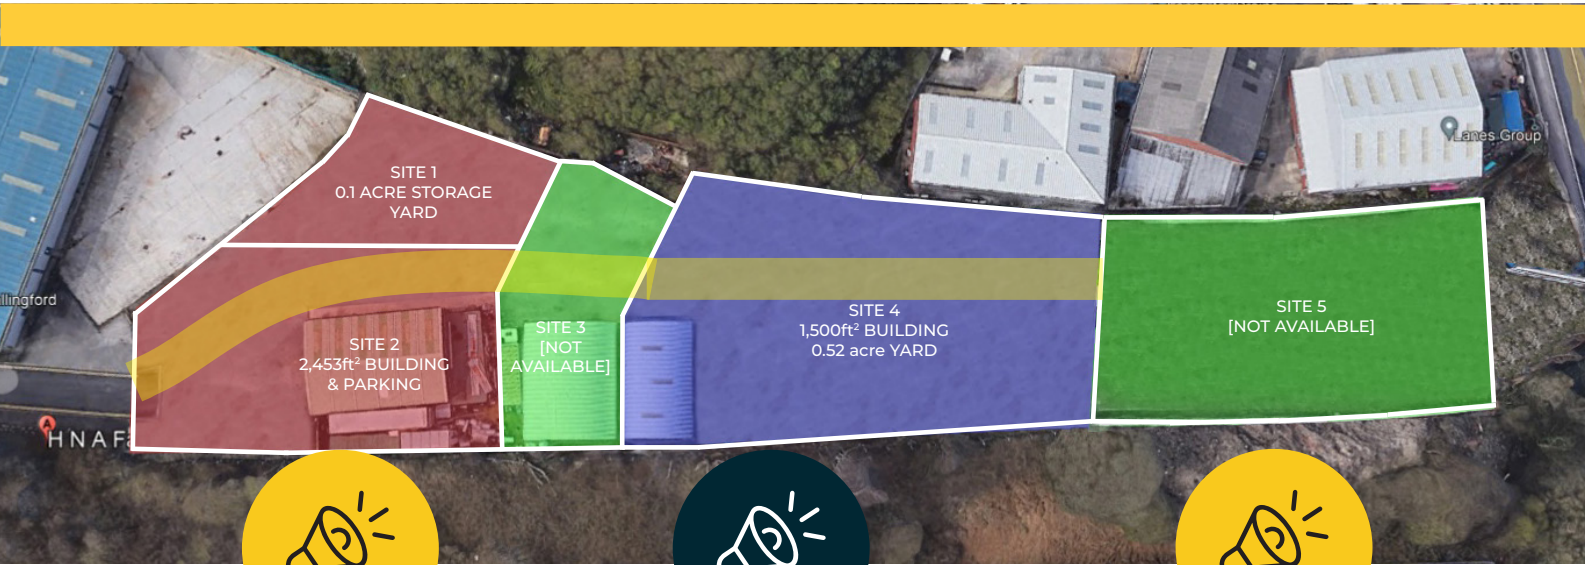 SITE 1
0.1 ACRE STORAGE
YARD
Lanes Group
llingford
SITE 2
2,453ft² BUILDING
& PARKING
SITE 3
[NOT
AVAILABLE]
SITE 4
1,500ft² BUILDING
0.52 acre YARD
SITE 5
[NOT AVAILABLE]
A
H N A Fa